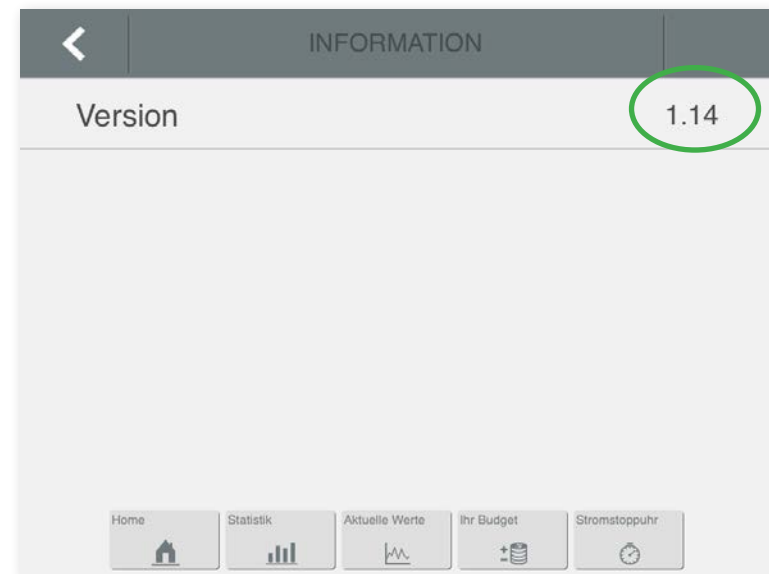 INFORMATION
Version 1.14
Home Statistik Aktuelle Werte Ihr Budget Stromstoppuhr